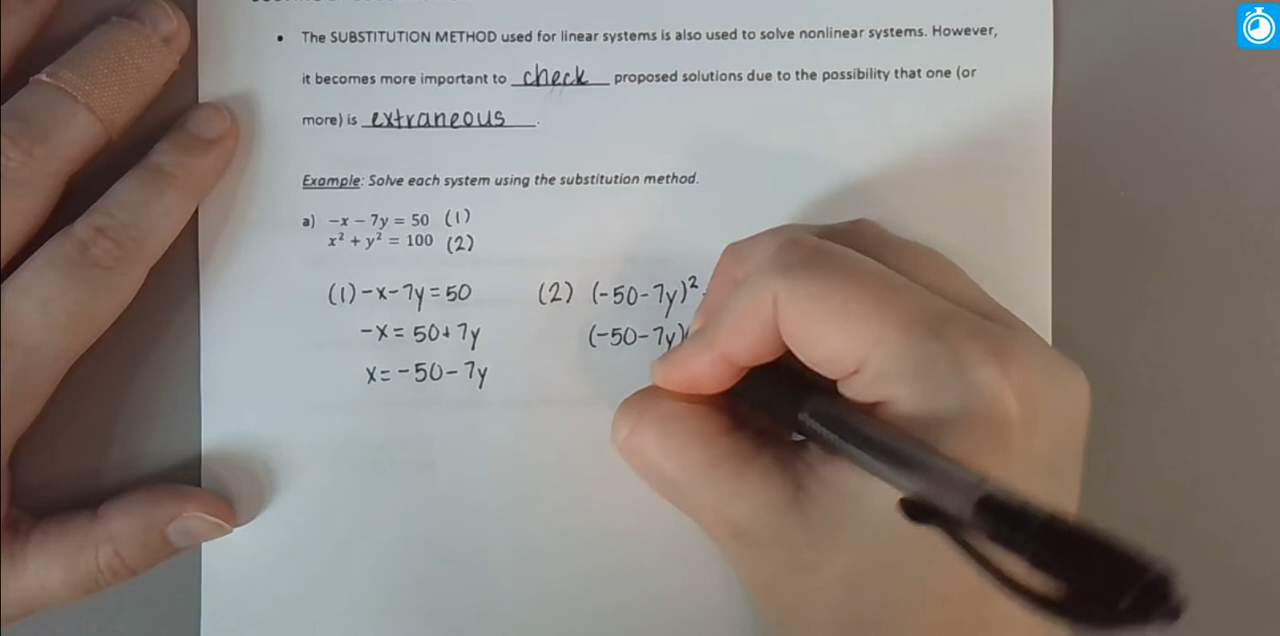 • The SUBSTITUTION METHOD used for linear systems is also used to solve nonlinear systems. However,
it becomes more important to check proposed solutions due to the possibility that one (or
more) is extraneous.
Example: Solve each system using the substitution method.
a) −x − 7y = 50 (1)
x² + y² = 100 (2)
(1) -x-7y=50
-x = 50+7y
x= -50-7y
(2) (-50-7y)²
(-50-7y)